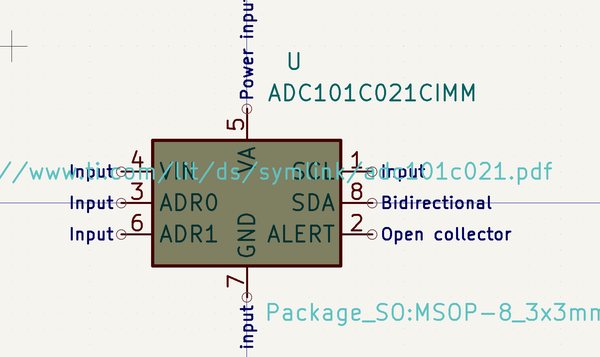 Power input
U
ADC101C021CIMM
5
4 VIN VA SCL 1
Input Input
//www.ti.com/lit/ds/symlink/adc101c021.pdf
Input 3 ADR0 SDA 8 Bidirectional
Input 6 ADR1 GND ALERT 2 Open collector
7
input
Package_SO:MSOP-8_3x3mm